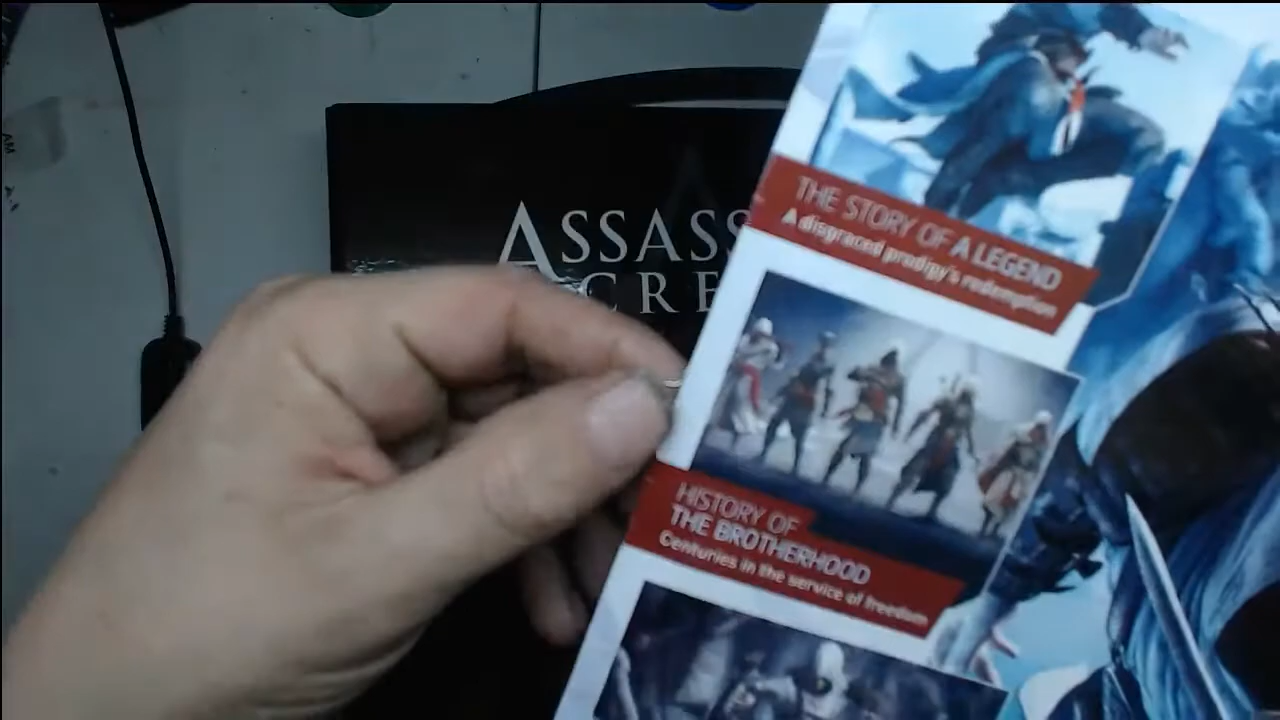 ASSASS
CRE
THE STORY OF A LEGEND
A disgraced prodigy's redemption
HISTORY OF
THE BROTHERHOOD
Centuries in the service of freedom